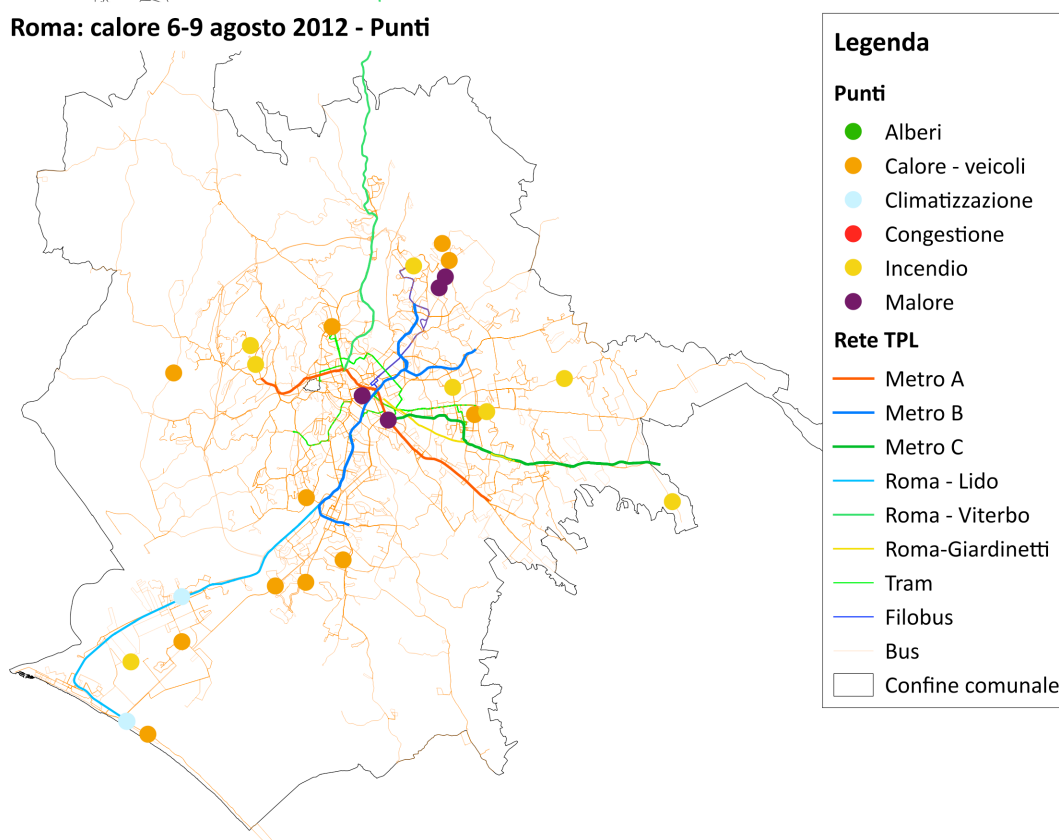 Roma: calore 6-9 agosto 2012 - Punti
Legenda
Punti
Alberi
Calore - veicoli
Climatizzazione
Congestione
Incendio
Malore
Rete TPL
Metro A
Metro B
Metro C
Roma - Lido
Roma - Viterbo
Roma-Giardinetti
Tram
Filobus
Bus
Confine comunale